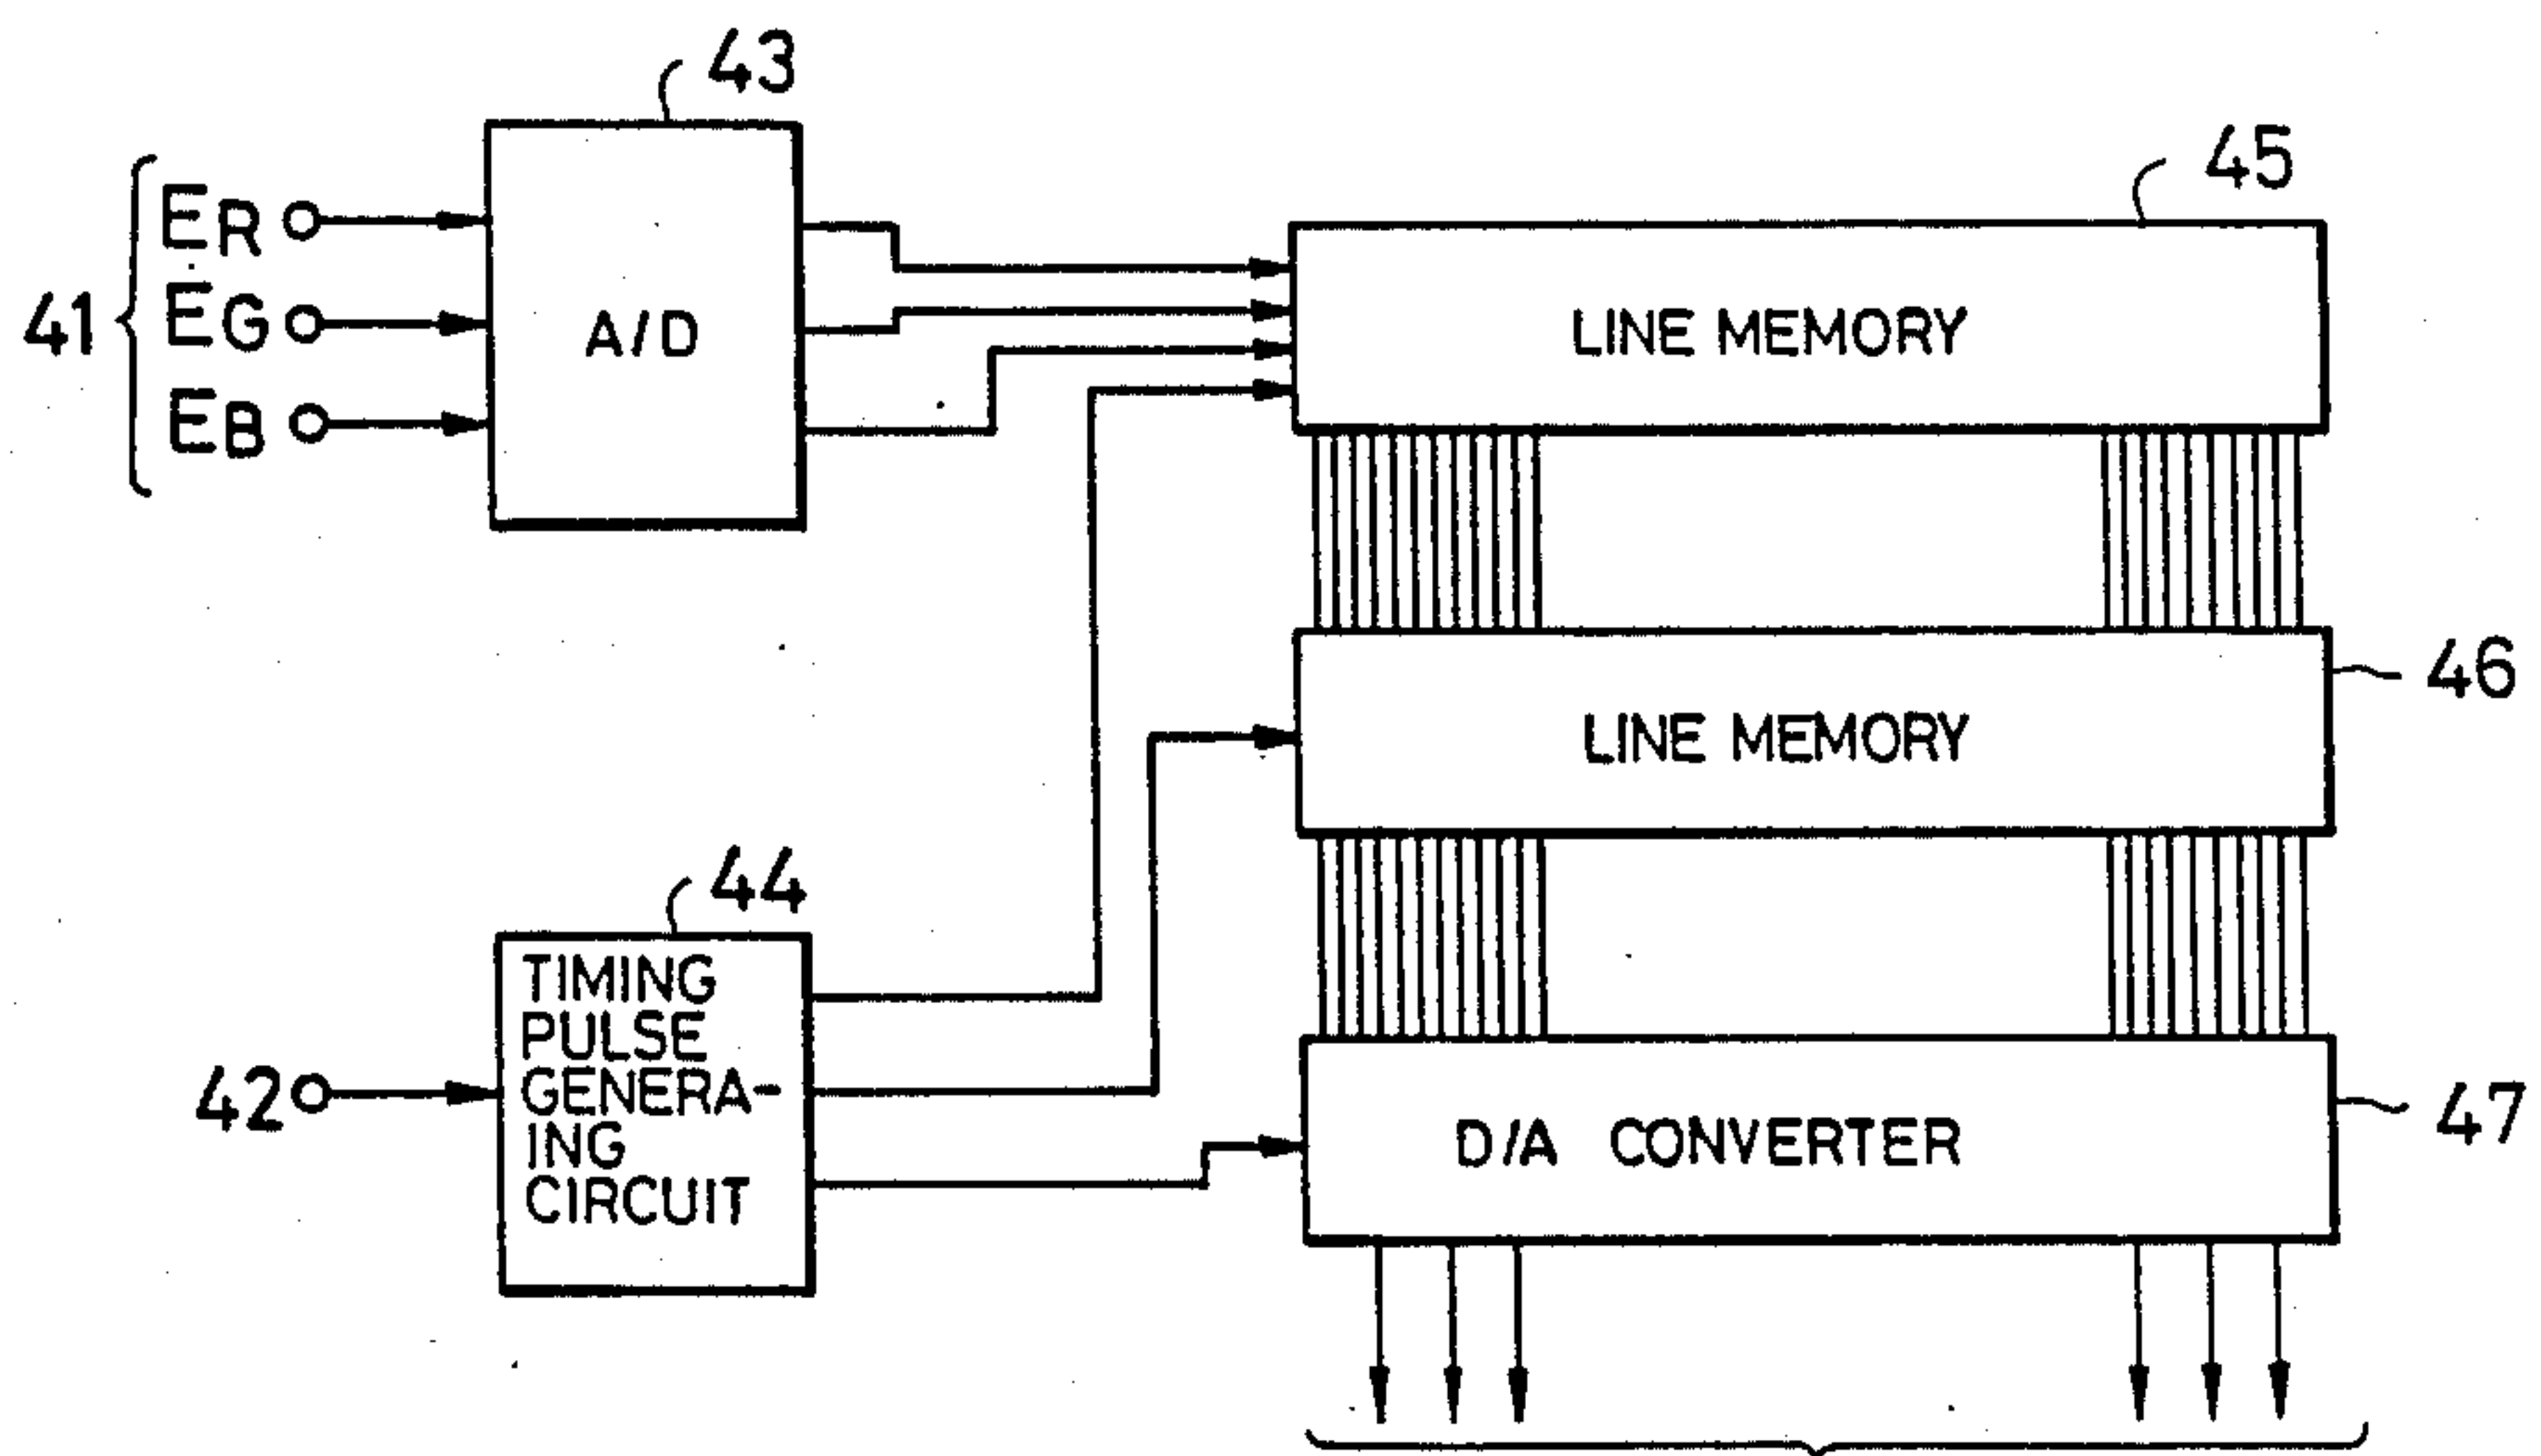 43
45
41
ER
EG
EB
A/D
LINE MEMORY
46
LINE MEMORY
44
TIMING
PULSE
GENERA-
ING
CIRCUIT
42
47
D/A CONVERTER